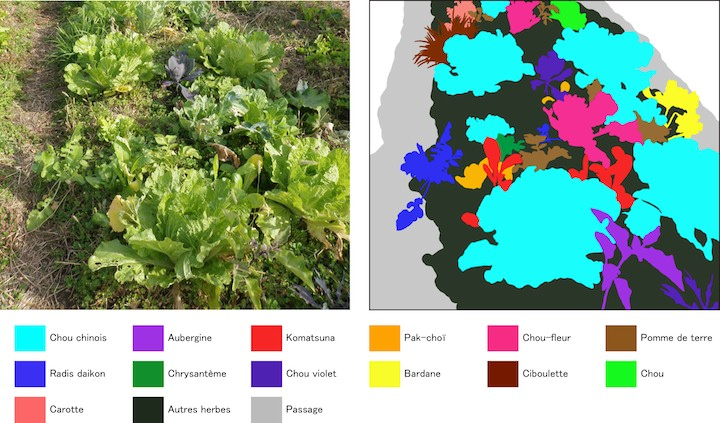 Chou chinois
Aubergine
Komatsuna
Pak-choï
Chou-fleur
Pomme de terre
Radis daikon
Chrysantème
Chou violet
Bardane
Ciboulette
Chou
Carotte
Autres herbes
Passage